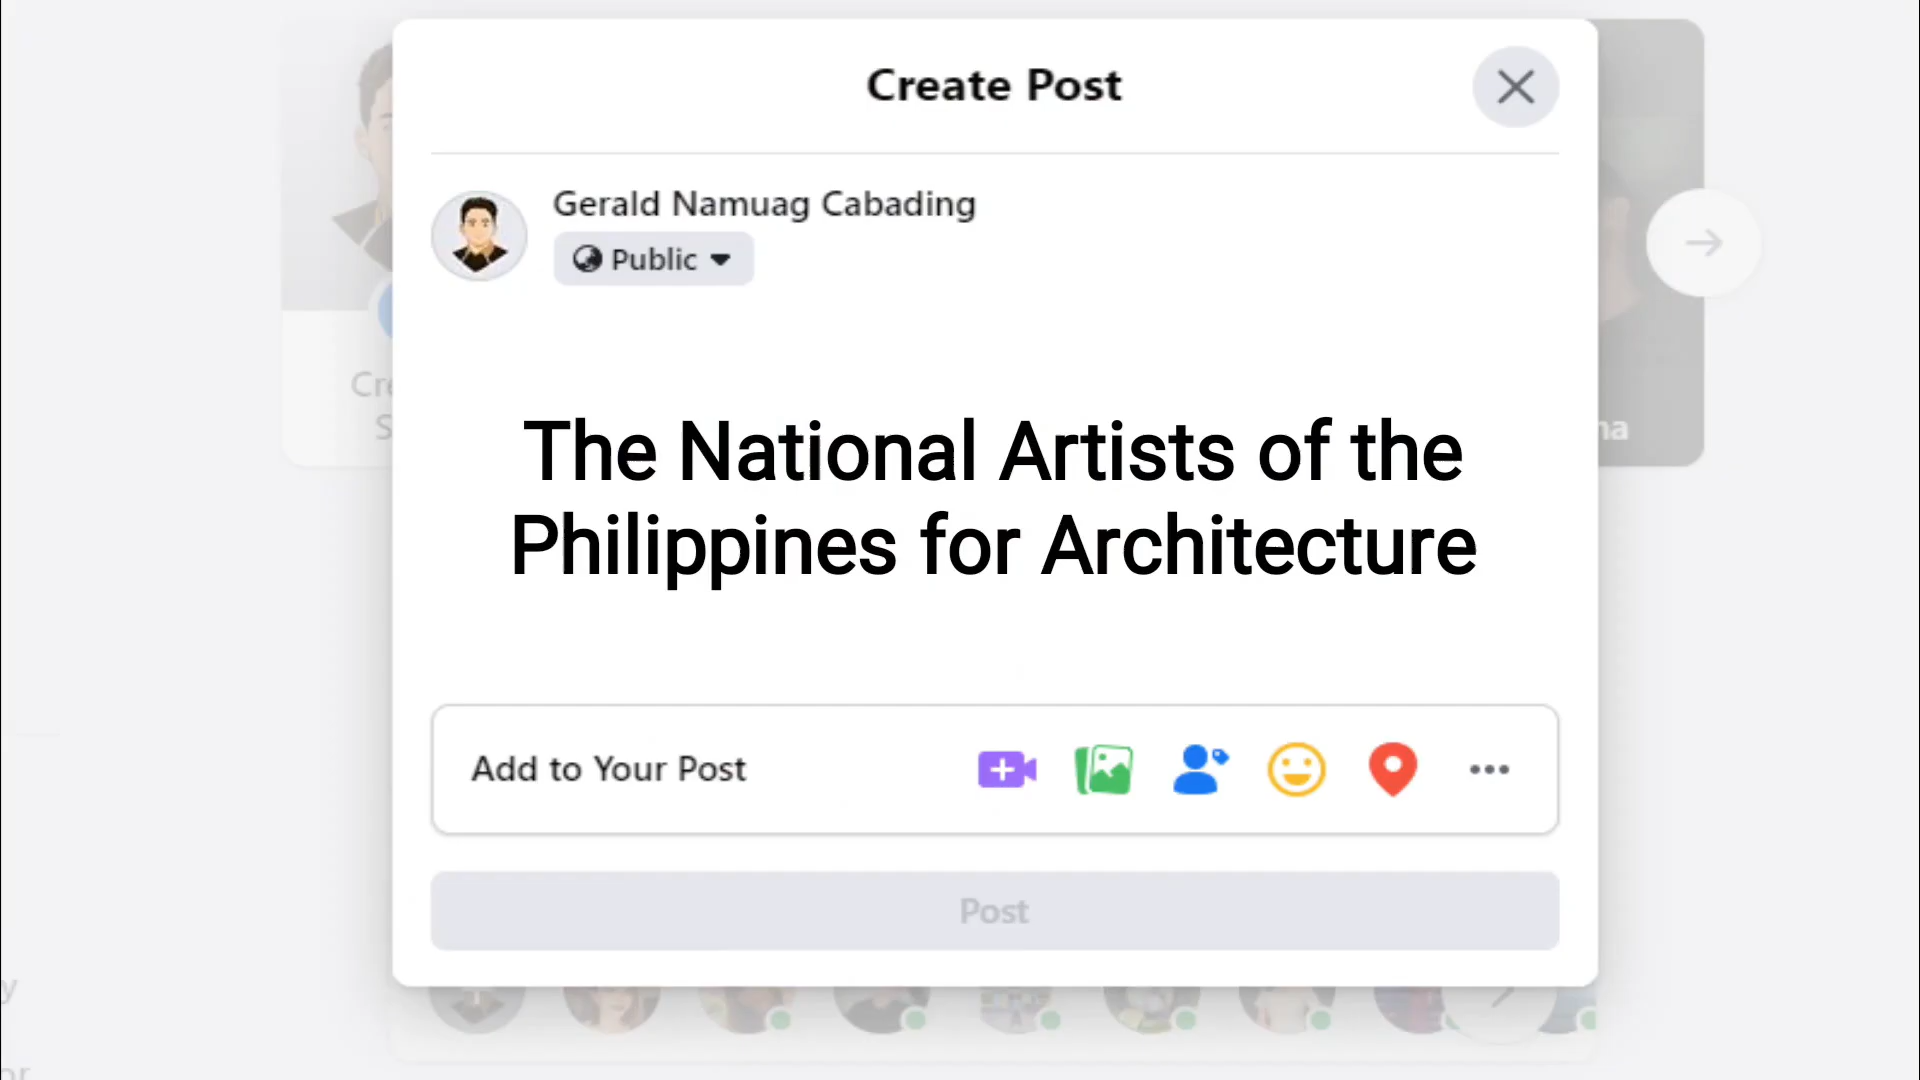 Create Post
Gerald Namuag Cabading
Public
The National Artists of the
Philippines for Architecture
Add to Your Post
Post